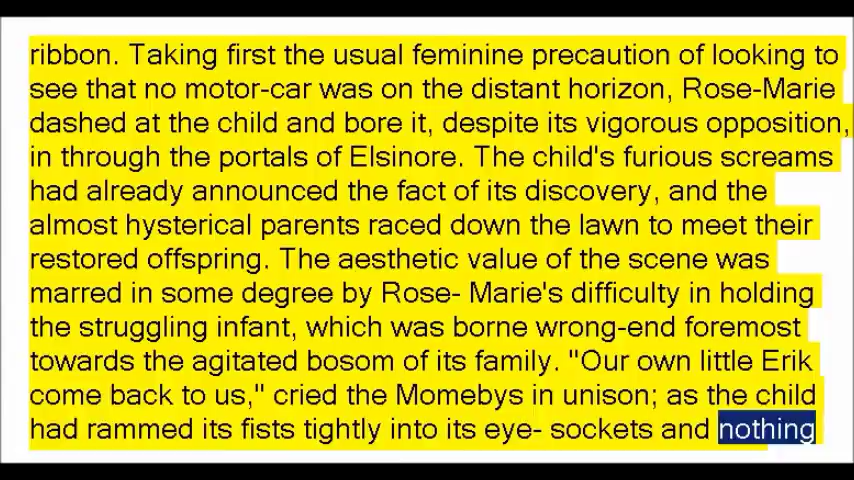 ribbon. Taking first the usual feminine precaution of looking to
see that no motor-car was on the distant horizon, Rose-Marie
dashed at the child and bore it, despite its vigorous opposition,
in through the portals of Elsinore. The child's furious screams
had already announced the fact of its discovery, and the
almost hysterical parents raced down the lawn to meet their
restored offspring. The aesthetic value of the scene was
marred in some degree by Rose- Marie's difficulty in holding
the struggling infant, which was borne wrong-end foremost
towards the agitated bosom of its family. "Our own little Erik
come back to us," cried the Momebys in unison; as the child
had rammed its fists tightly into its eye- sockets and nothing